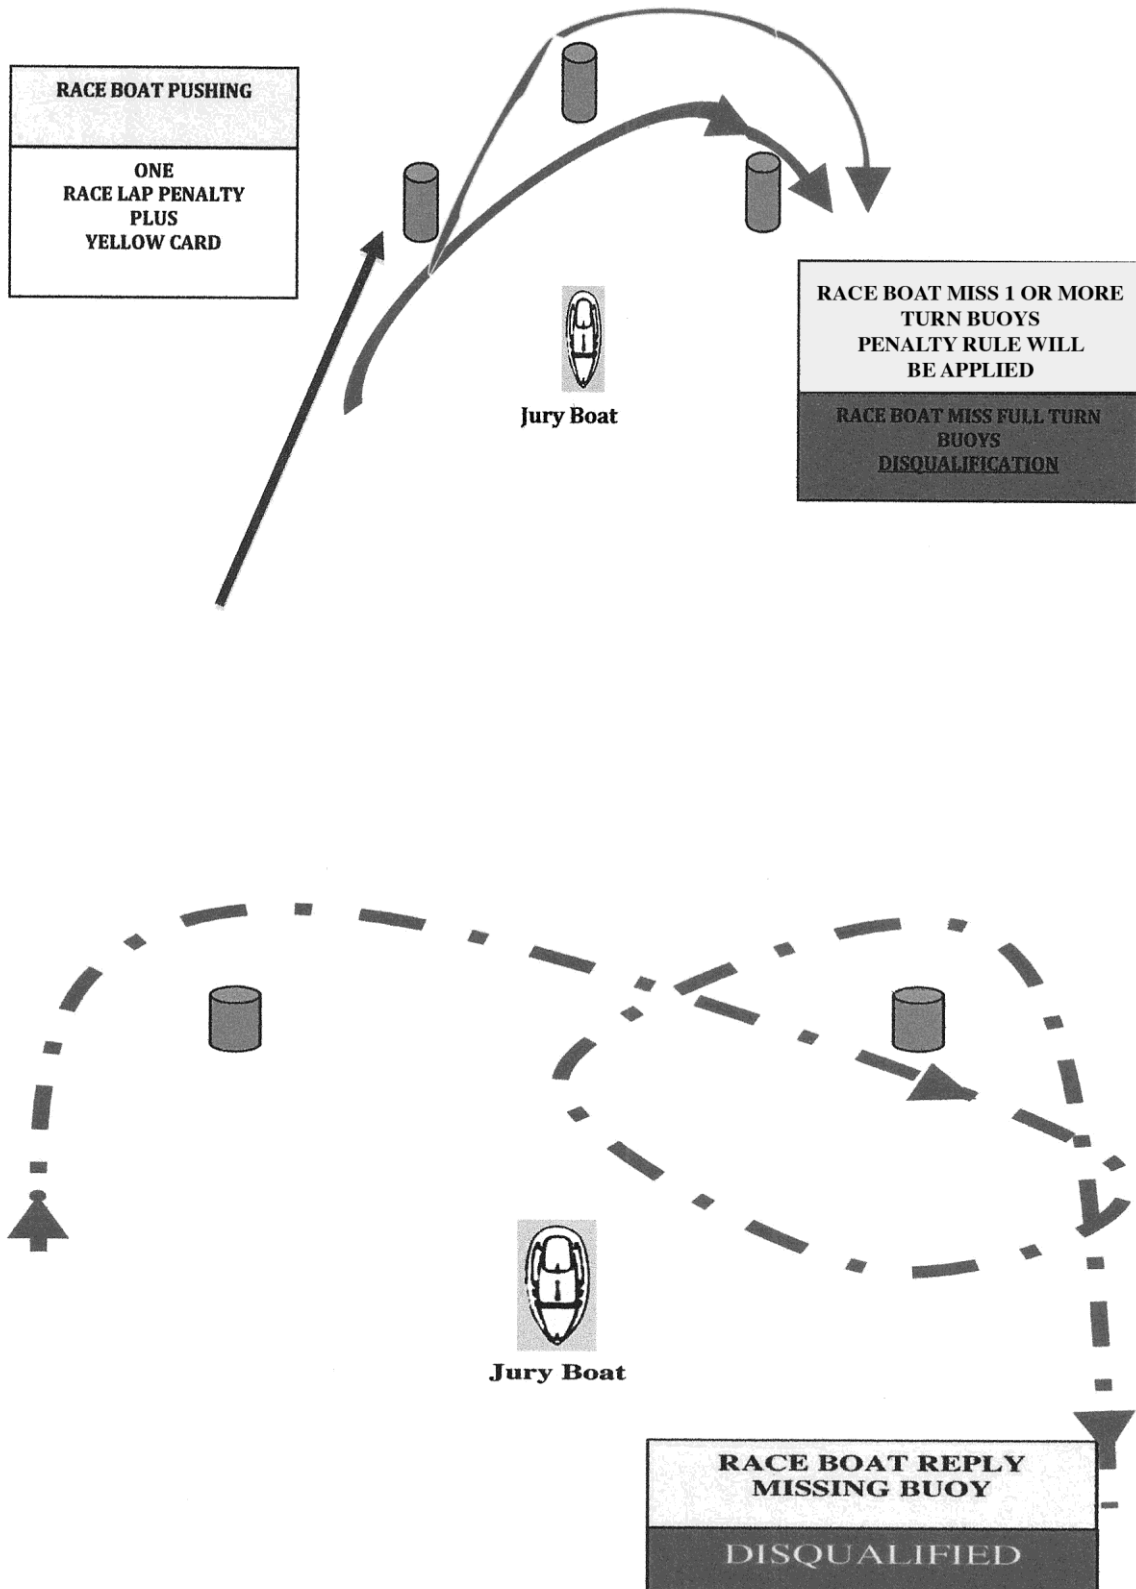 RACE BOAT PUSHING
ONE
RACE LAP PENALTY
PLUS
YELLOW CARD
Jury Boat
RACE BOAT MISS 1 OR MORE
TURN BUOYS
PENALTY RULE WILL
BE APPLIED
RACE BOAT MISS FULL TURN
BUOYS
DISQUALIFICATION
Jury Boat
RACE BOAT REPLY
MISSING BUOY
DISQUALIFIED